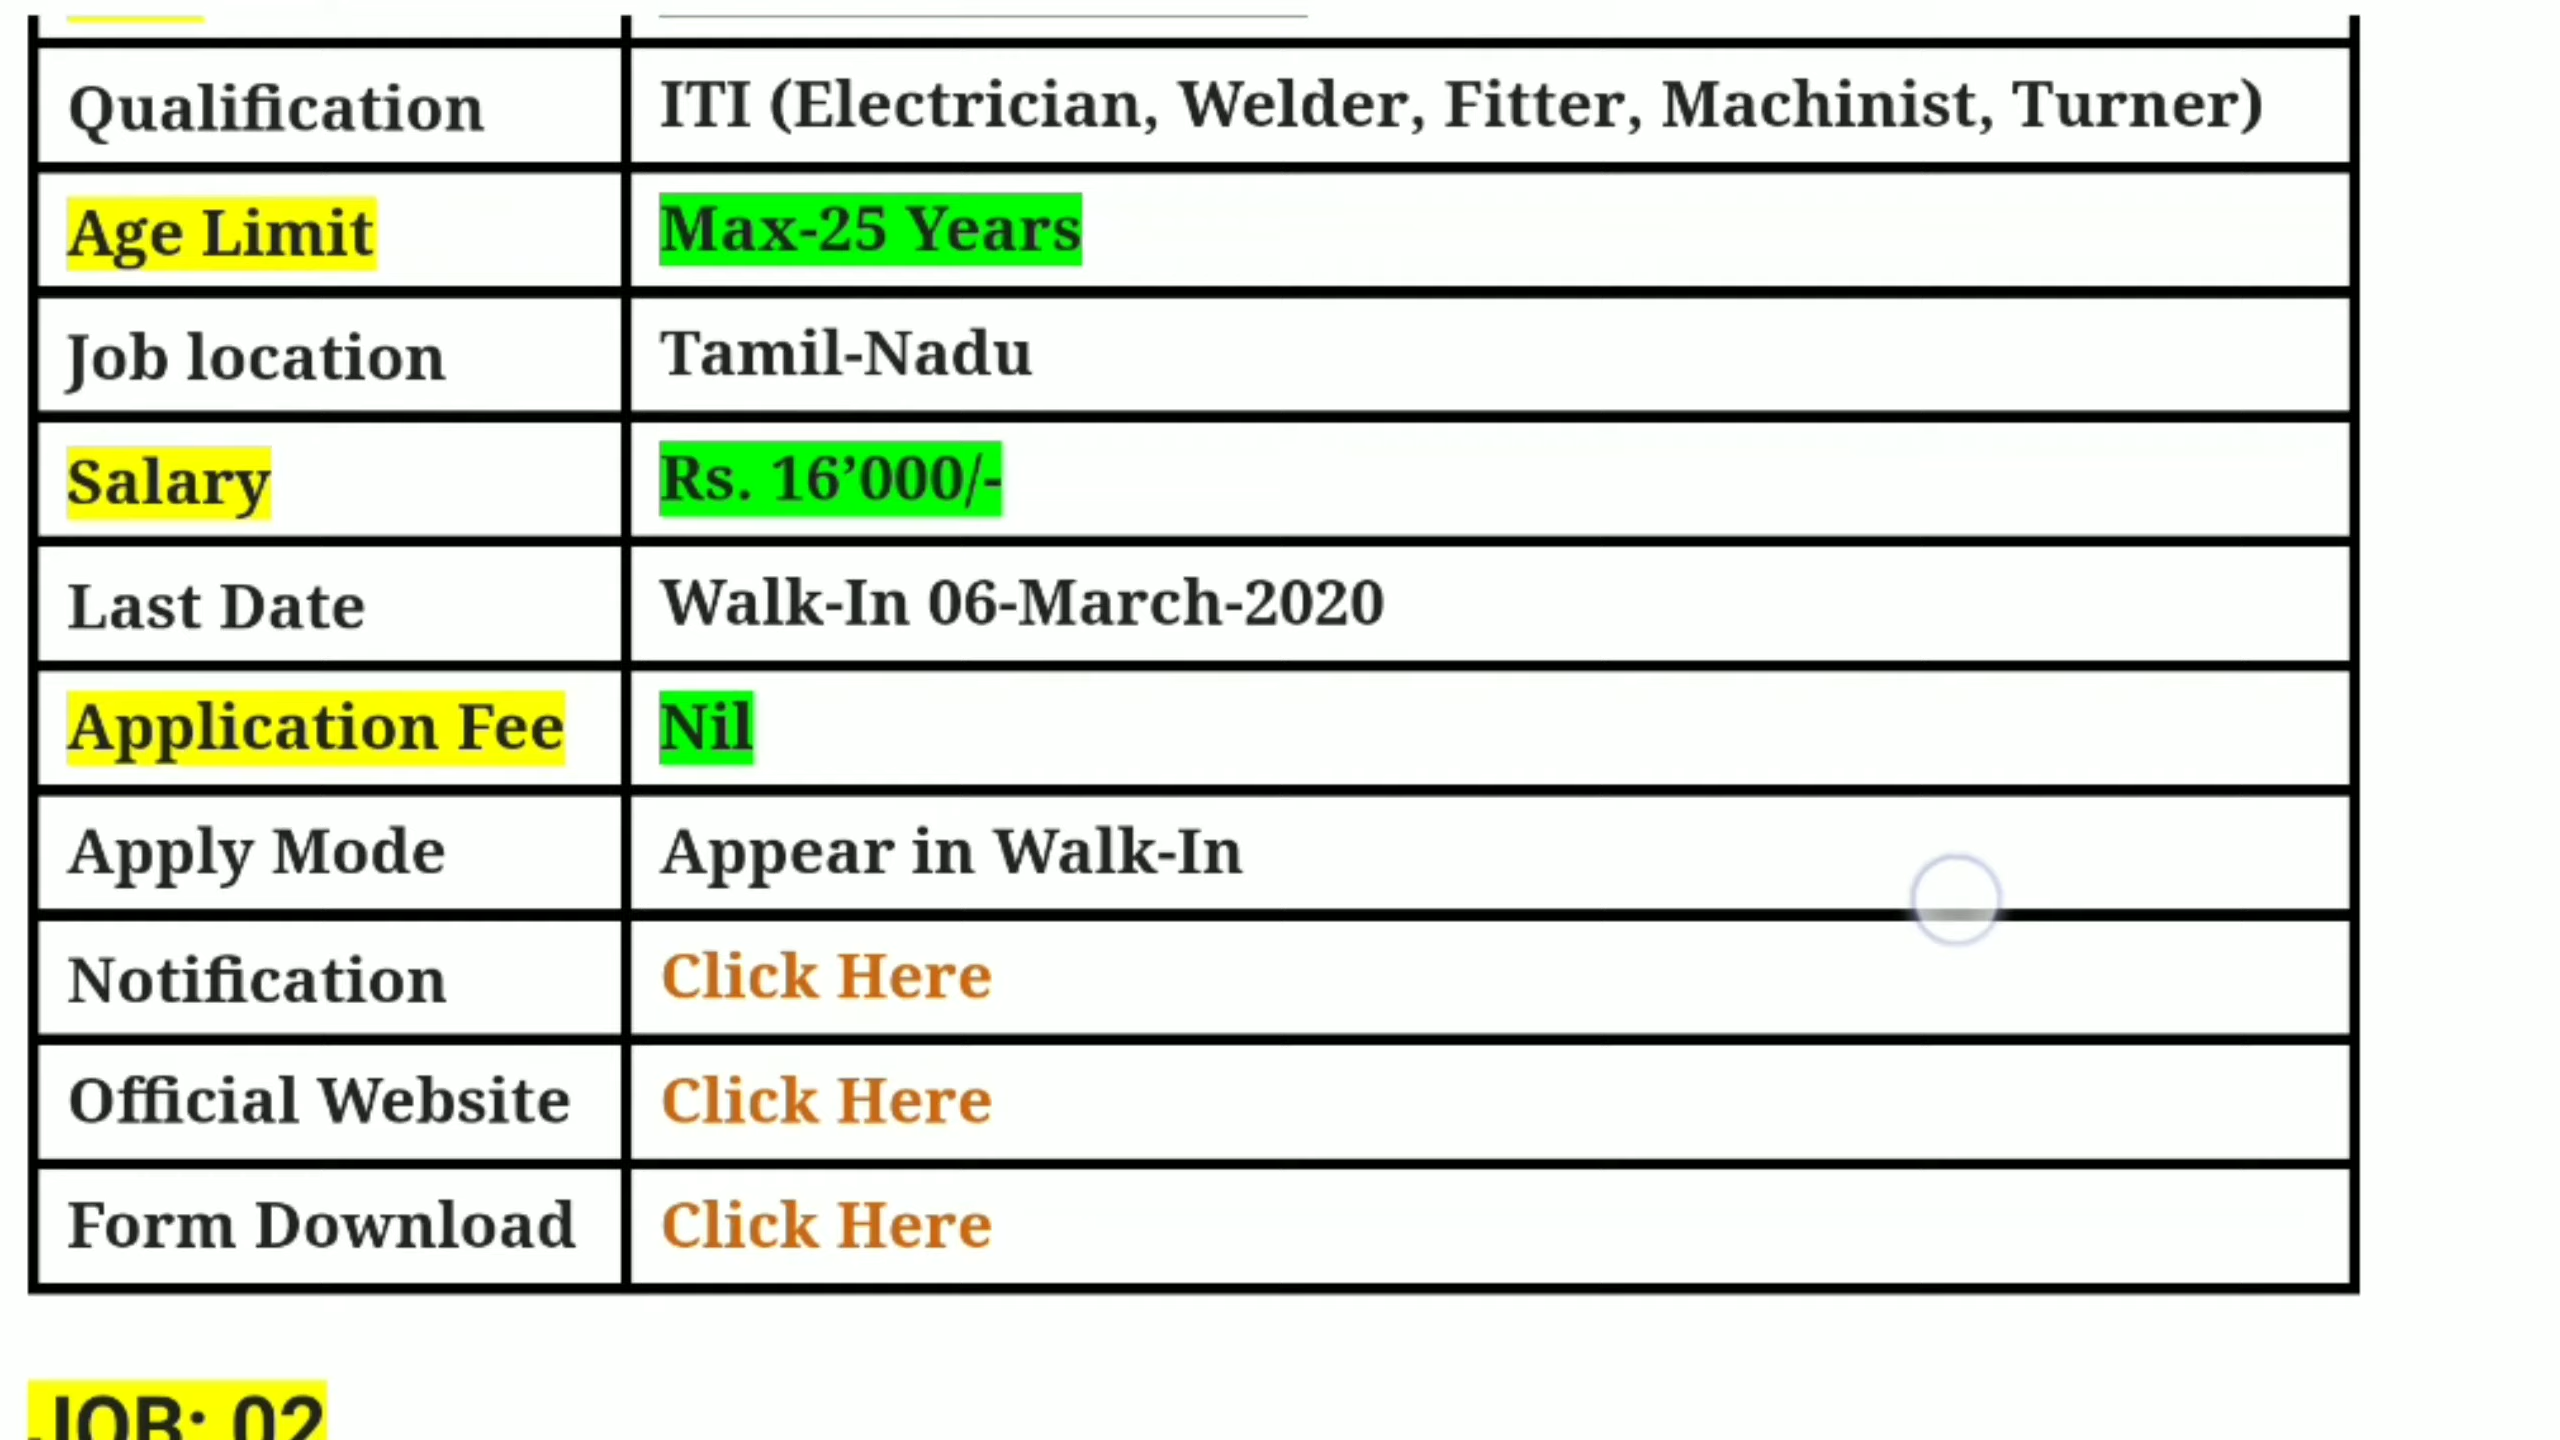 Qualification ITI (Electrician, Welder, Fitter, Machinist, Turner)
Age Limit Max-25 Years
Job location Tamil-Nadu
Salary Rs. 16’000/-
Last Date Walk-In 06-March-2020
Application Fee Nil
Apply Mode Appear in Walk-In
Notification Click Here
Official Website Click Here
Form Download Click Here
JOB: 02